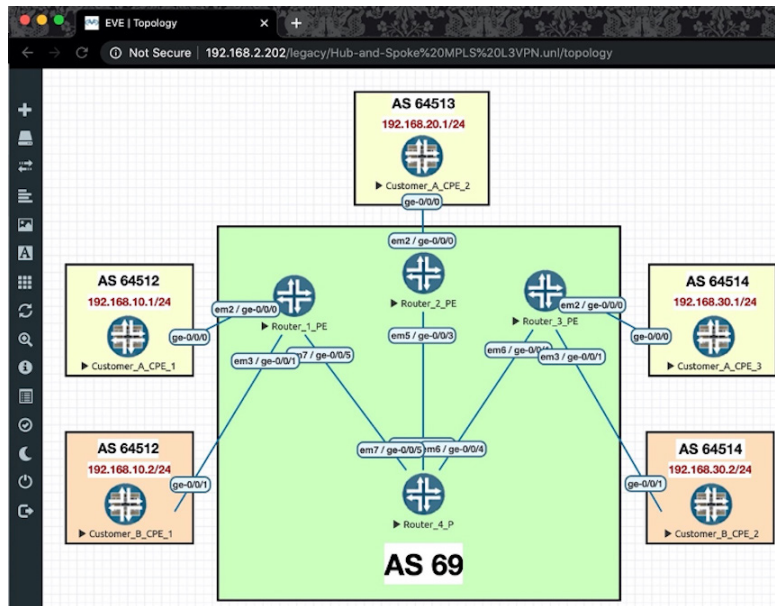 EVE | Topology
Not Secure | 192.168.2.202/legacy/Hub-and-Spoke%20MPLS%20L3VPN.unl/topology
AS 64513
192.168.20.1/24
Customer_A_CPE_2
ge-0/0/0
em2 / ge-0/0/0
Router_2_PE
AS 64512
192.168.10.1/24
Customer_A_CPE_1
ge-0/0/0
em2 / ge-0/0/0
Router_1_PE
em3 / ge-0/0/1
m7 / ge-0/0/5
em5 / ge-0/0/3
Router_3_PE
em2 / ge-0/0/0
em6 /
em3 / ge-0/0/1
AS 64514
192.168.30.1/24
ge-0/0/0
Customer_A_CPE_3
AS 64512
192.168.10.2/24
ge-0/0/1
Customer_B_CPE_1
em7 / ge-0/0/5
em6 / ge-0/0/4
Router_4_P
AS 64514
192.168.30.2/24
ge-0/0/1
Customer_B_CPE_2
AS 69